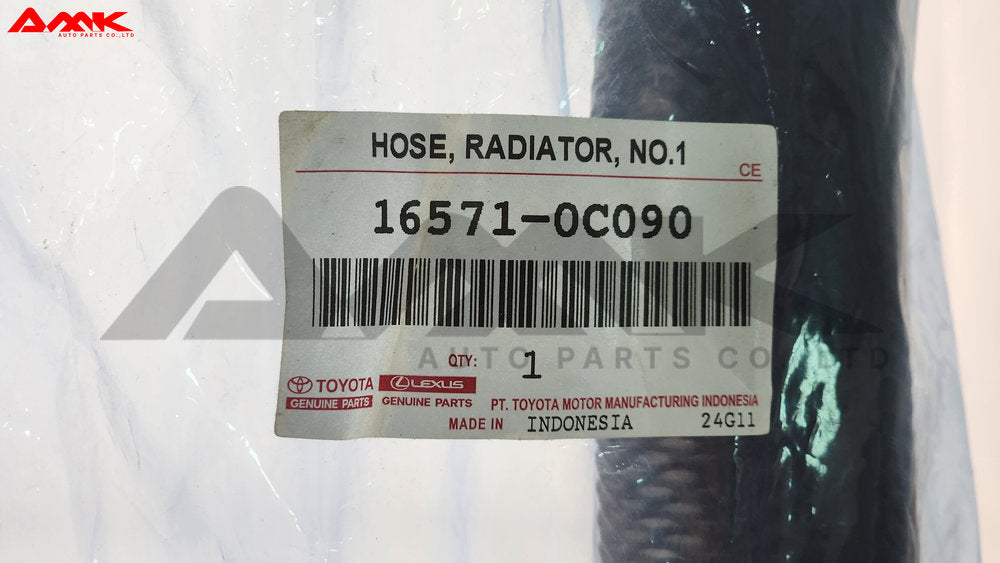 AMK
AUTO PARTS CO.,LTD
HOSE, RADIATOR, NO.1
CE
16571-0C090
AMK
AUTO PARTS CO.,LTD
QTY: 1
TOYOTA LEXUS
GENUINE PARTS GENUINE PARTS
PT. TOYOTA MOTOR MANUFACTURING INDONESIA
MADE IN INDONESIA 24G11